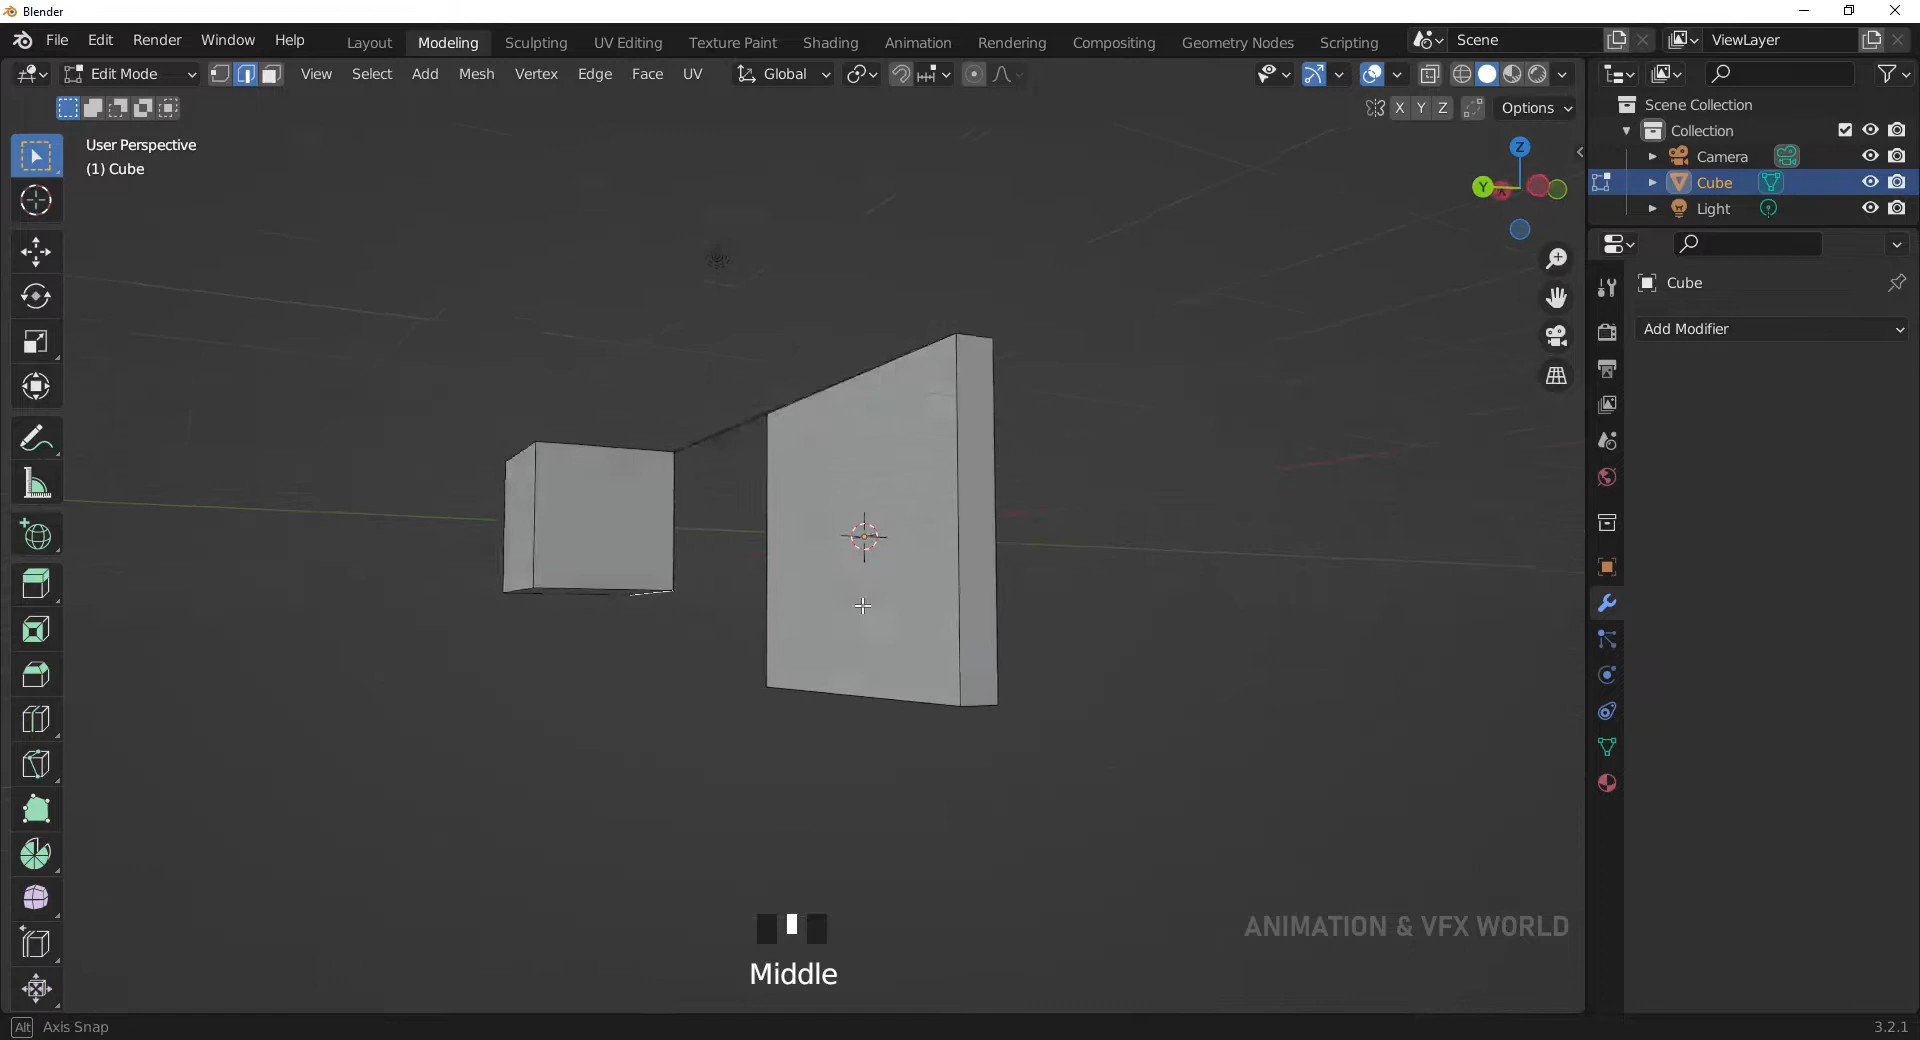 Blender
File Edit Render Window Help Layout Modeling Sculpting UV Editing Texture Paint Shading Animation Rendering Compositing Geometry Nodes Scripting Scene ViewLayer
Edit Mode View Select Add Mesh Vertex Edge Face UV Global
X Y Z Options
Scene Collection
Collection
Camera
Cube
Light
User Perspective
(1) Cube
Z
Y
X
Cube
Add Modifier
ANIMATION & VFX WORLD
Middle
Alt Axis Snap
3.2.1